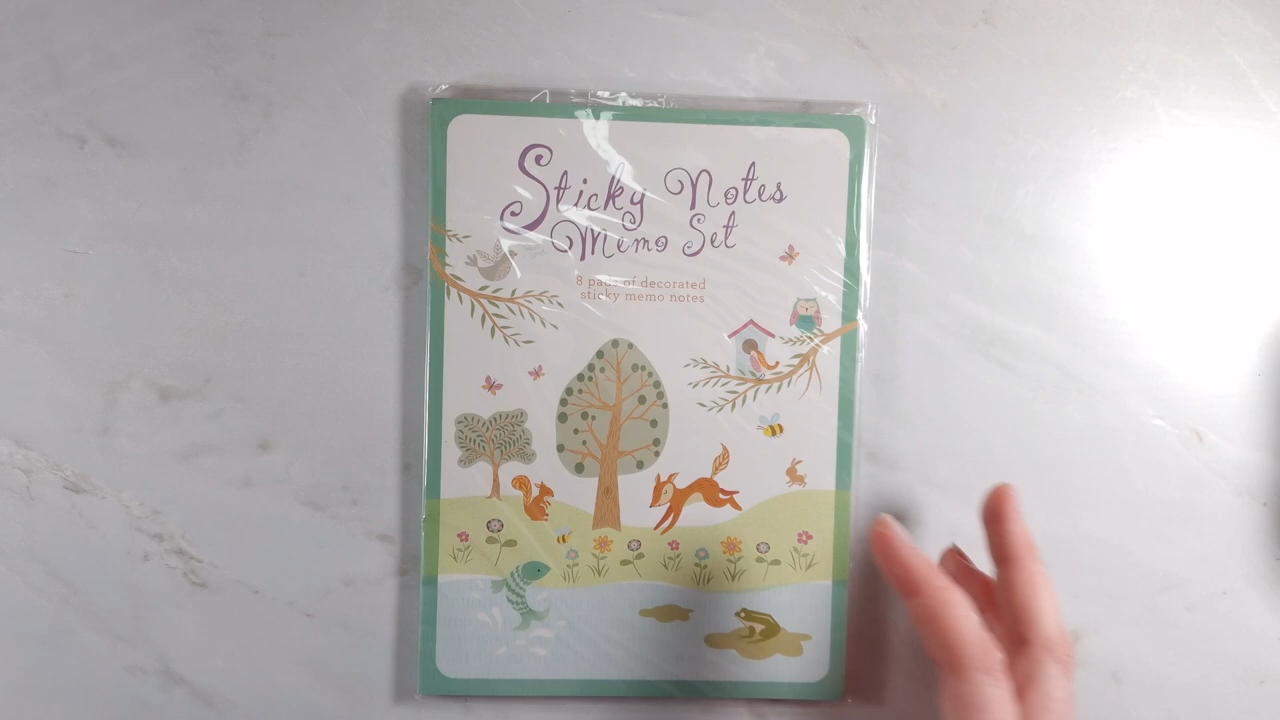 Sticky Notes
Memo Set
8 pads of decorated
sticky memo notes